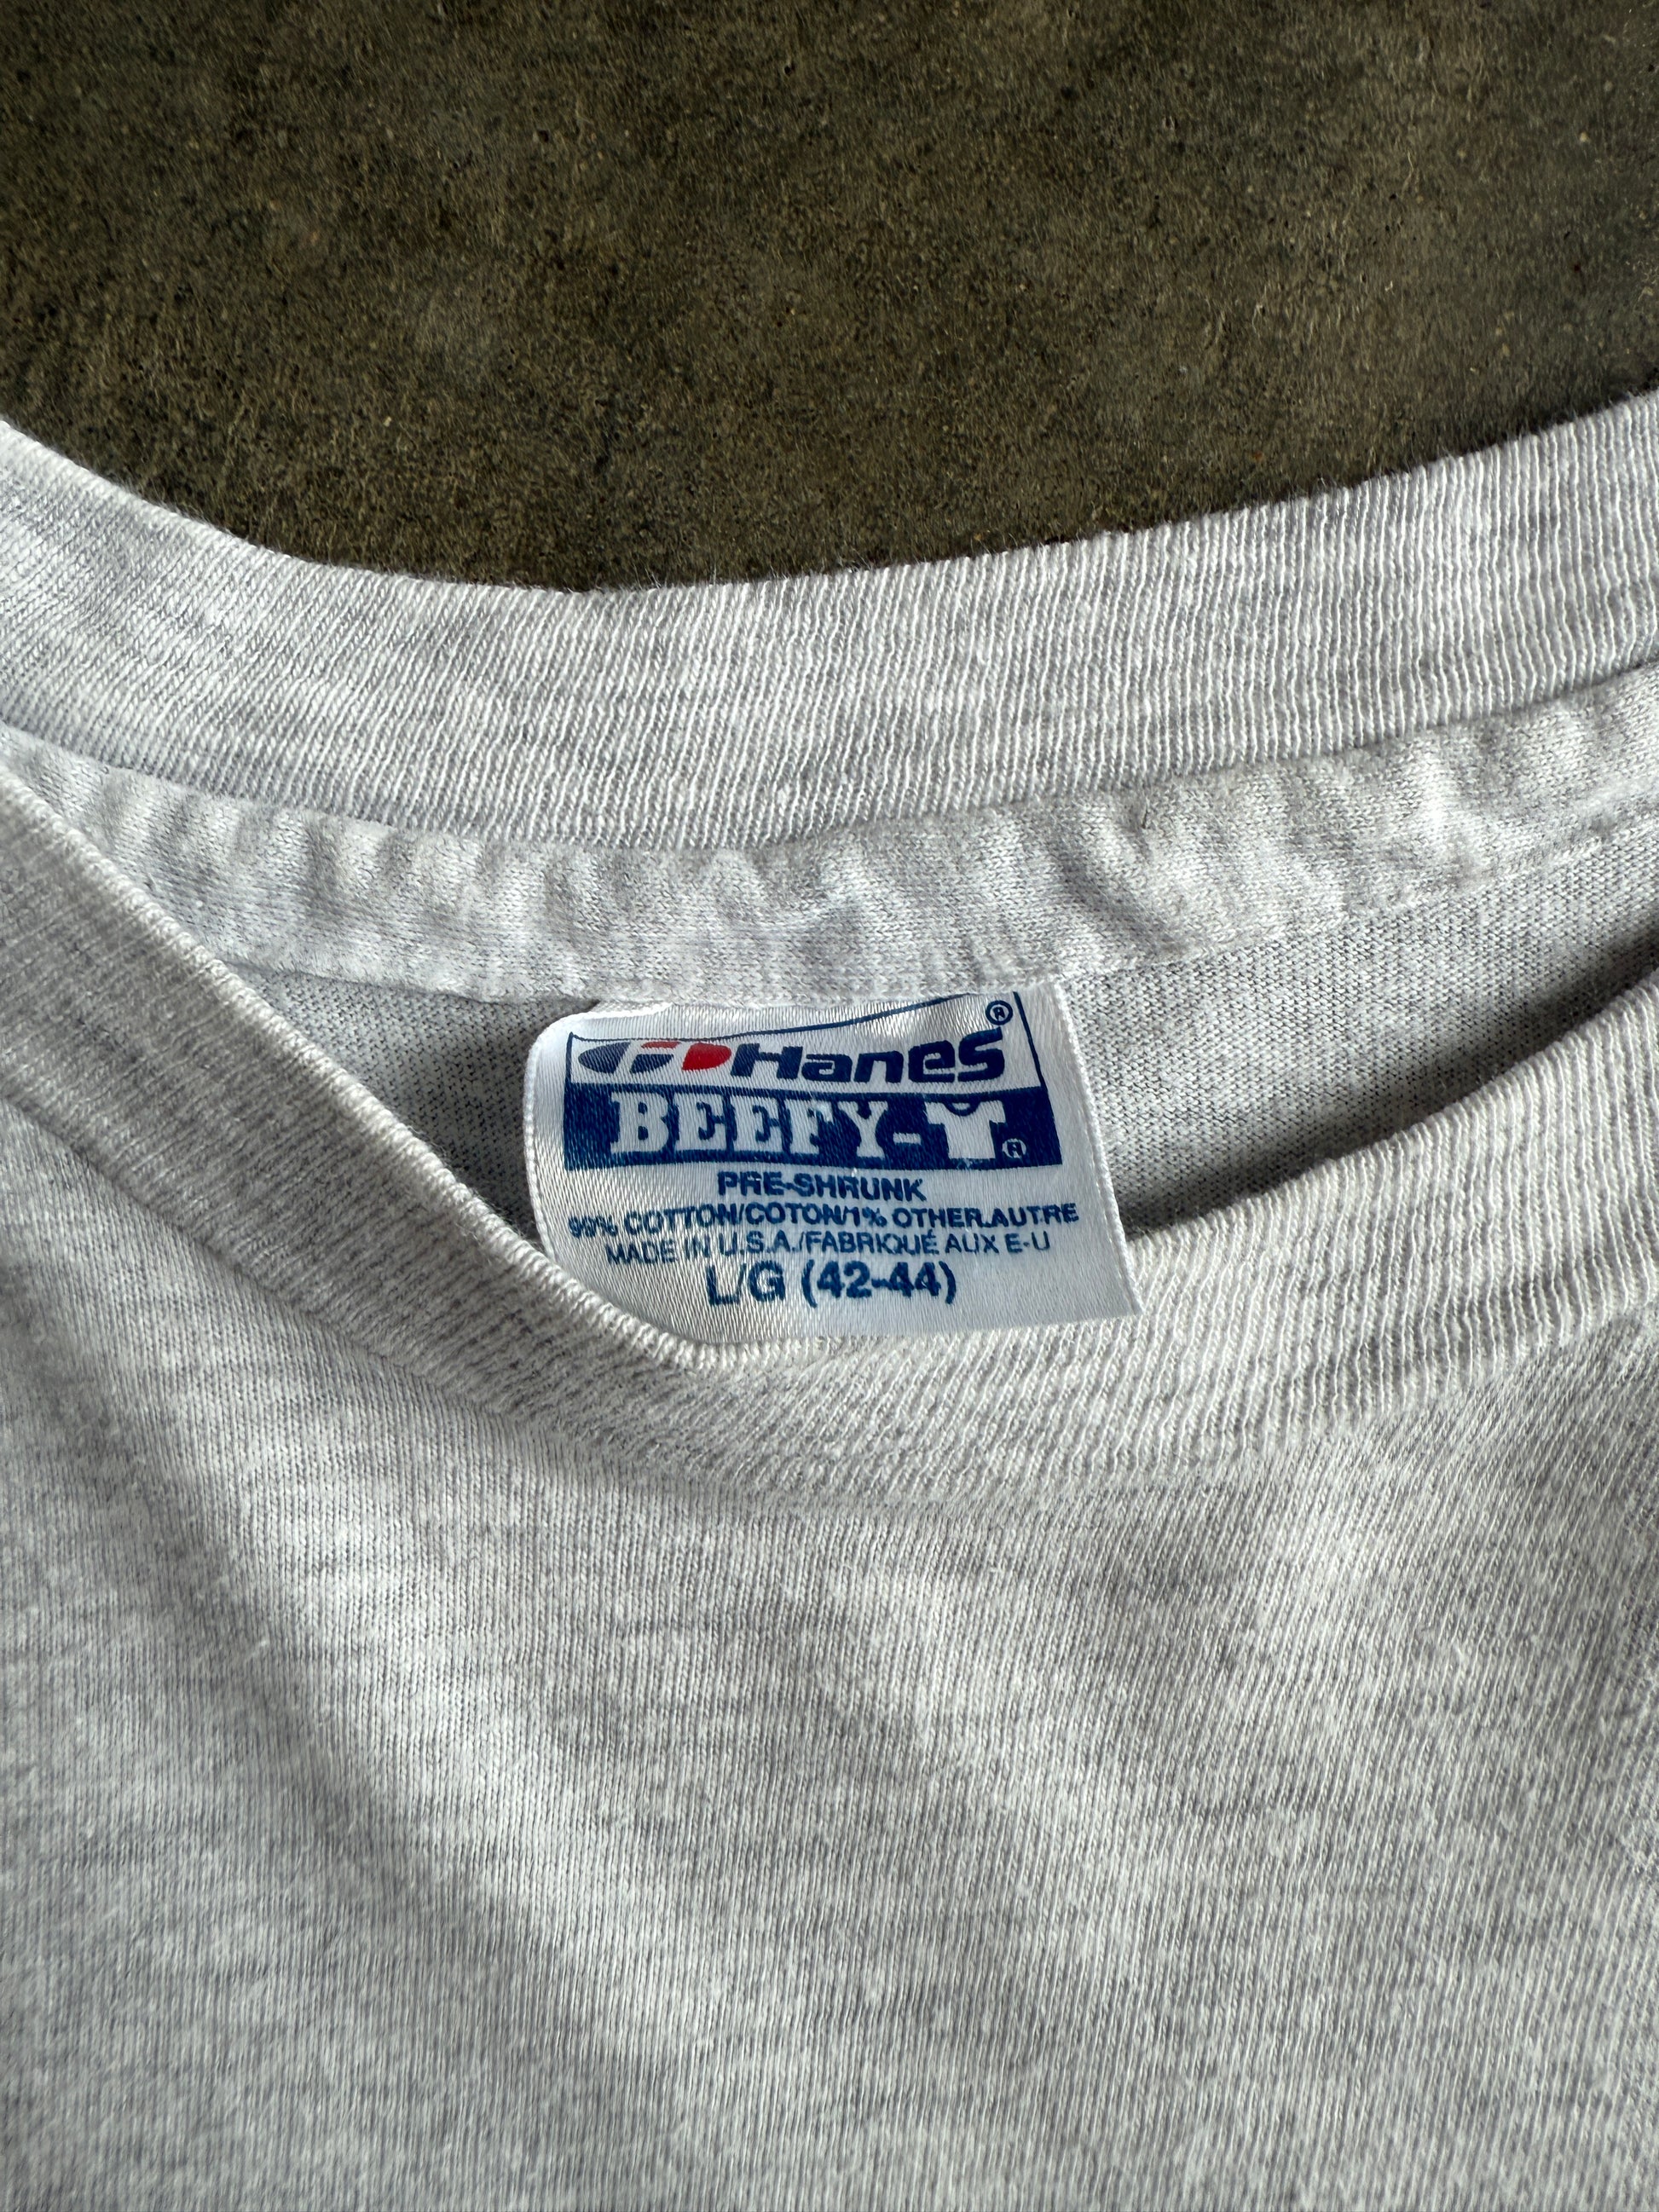 Hanes®
BEEFY-T®
PRE-SHRUNK
99% COTTON/COTON/1% OTHER.AUTRE
MADE IN U.S.A./FABRIQUÉ AUX E-U
L/G (42-44)